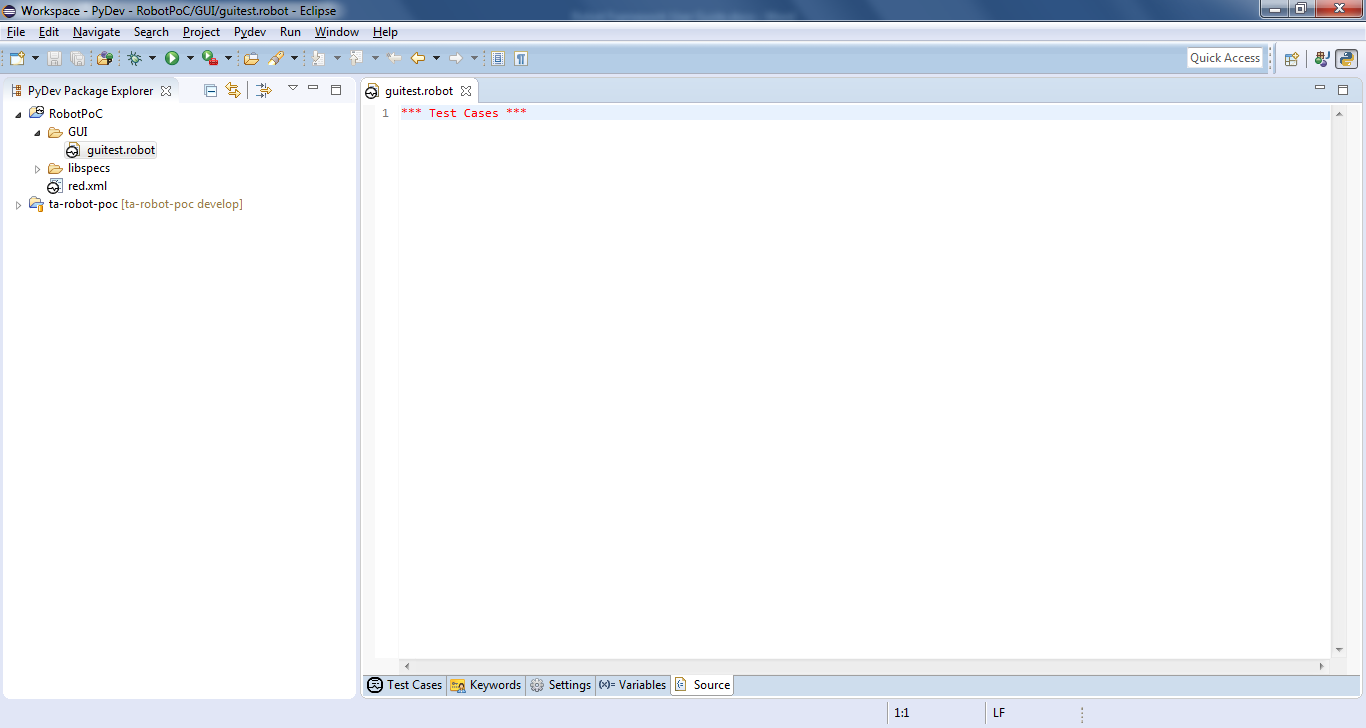 Workspace - PyDev - RobotPoC/GUI/guitest.robot - Eclipse
File Edit Navigate Search Project Pydev Run Window Help
Quick Access
PyDev Package Explorer
guitest.robot
RobotPoC
GUI
guitest.robot
libspecs
red.xml
ta-robot-poc [ta-robot-poc develop]
1 *** Test Cases ***
Test Cases Keywords Settings (x)= Variables Source
1:1 LF